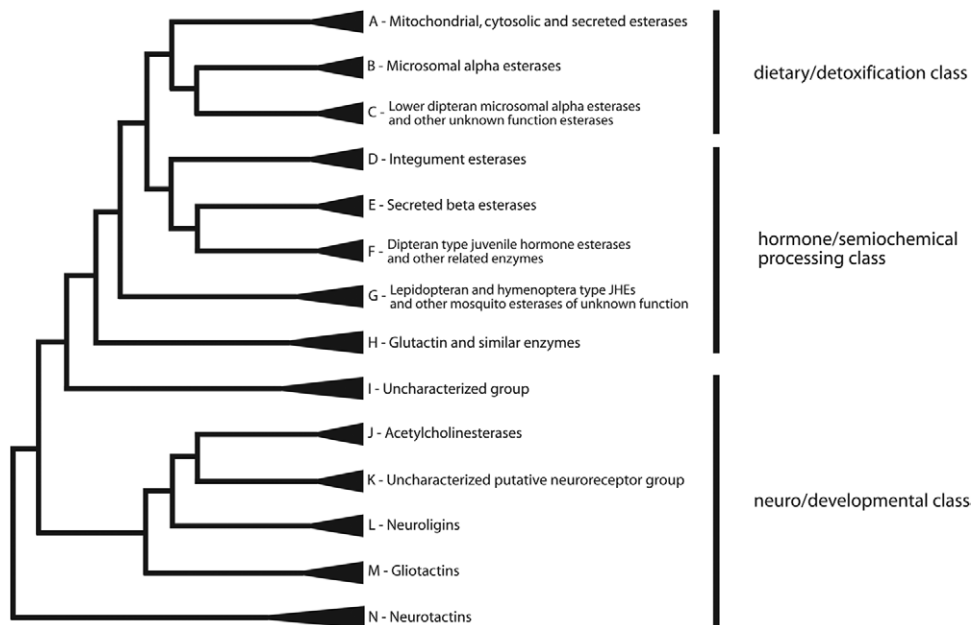 A - Mitochondrial, cytosolic and secreted esterases
B - Microsomal alpha esterases
C - Lower dipteran microsomal alpha esterases
and other unknown function esterases
dietary/detoxification class
D - Integument esterases
E - Secreted beta esterases
F - Dipteran type juvenile hormone esterases
and other related enzymes
G - Lepidopteran and hymenoptera type JHEs
and other mosquito esterases of unknown function
H - Glutactin and similar enzymes
hormone/semiochemical
processing class
I - Uncharacterized group
J - Acetylcholinesterases
K - Uncharacterized putative neuroreceptor group
L - Neuroligins
M - Gliotactins
N - Neurotactins
neuro/developmental class